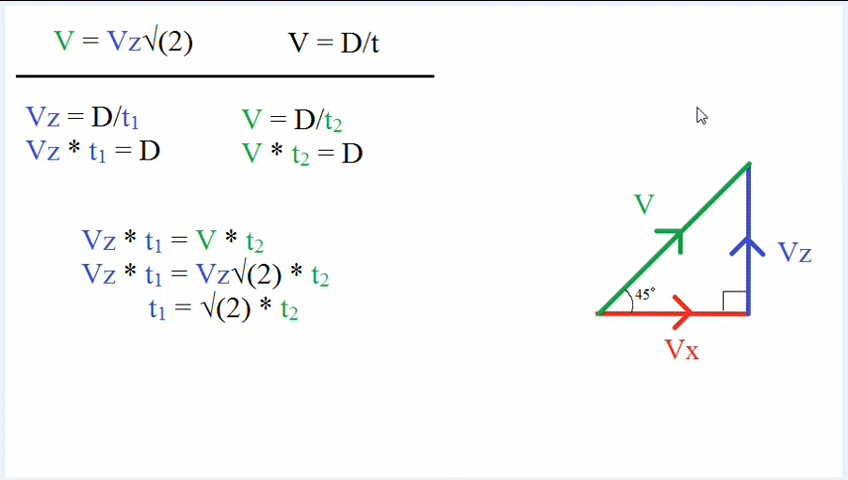 V = Vz√(2)
V = D/t
Vz = D/t₁
Vz * t₁ = D
V = D/t₂
V * t₂ = D
Vz * t₁ = V * t₂
Vz * t₁ = Vz√(2) * t₂
t₁ = √(2) * t₂
V
Vz
45°
Vx